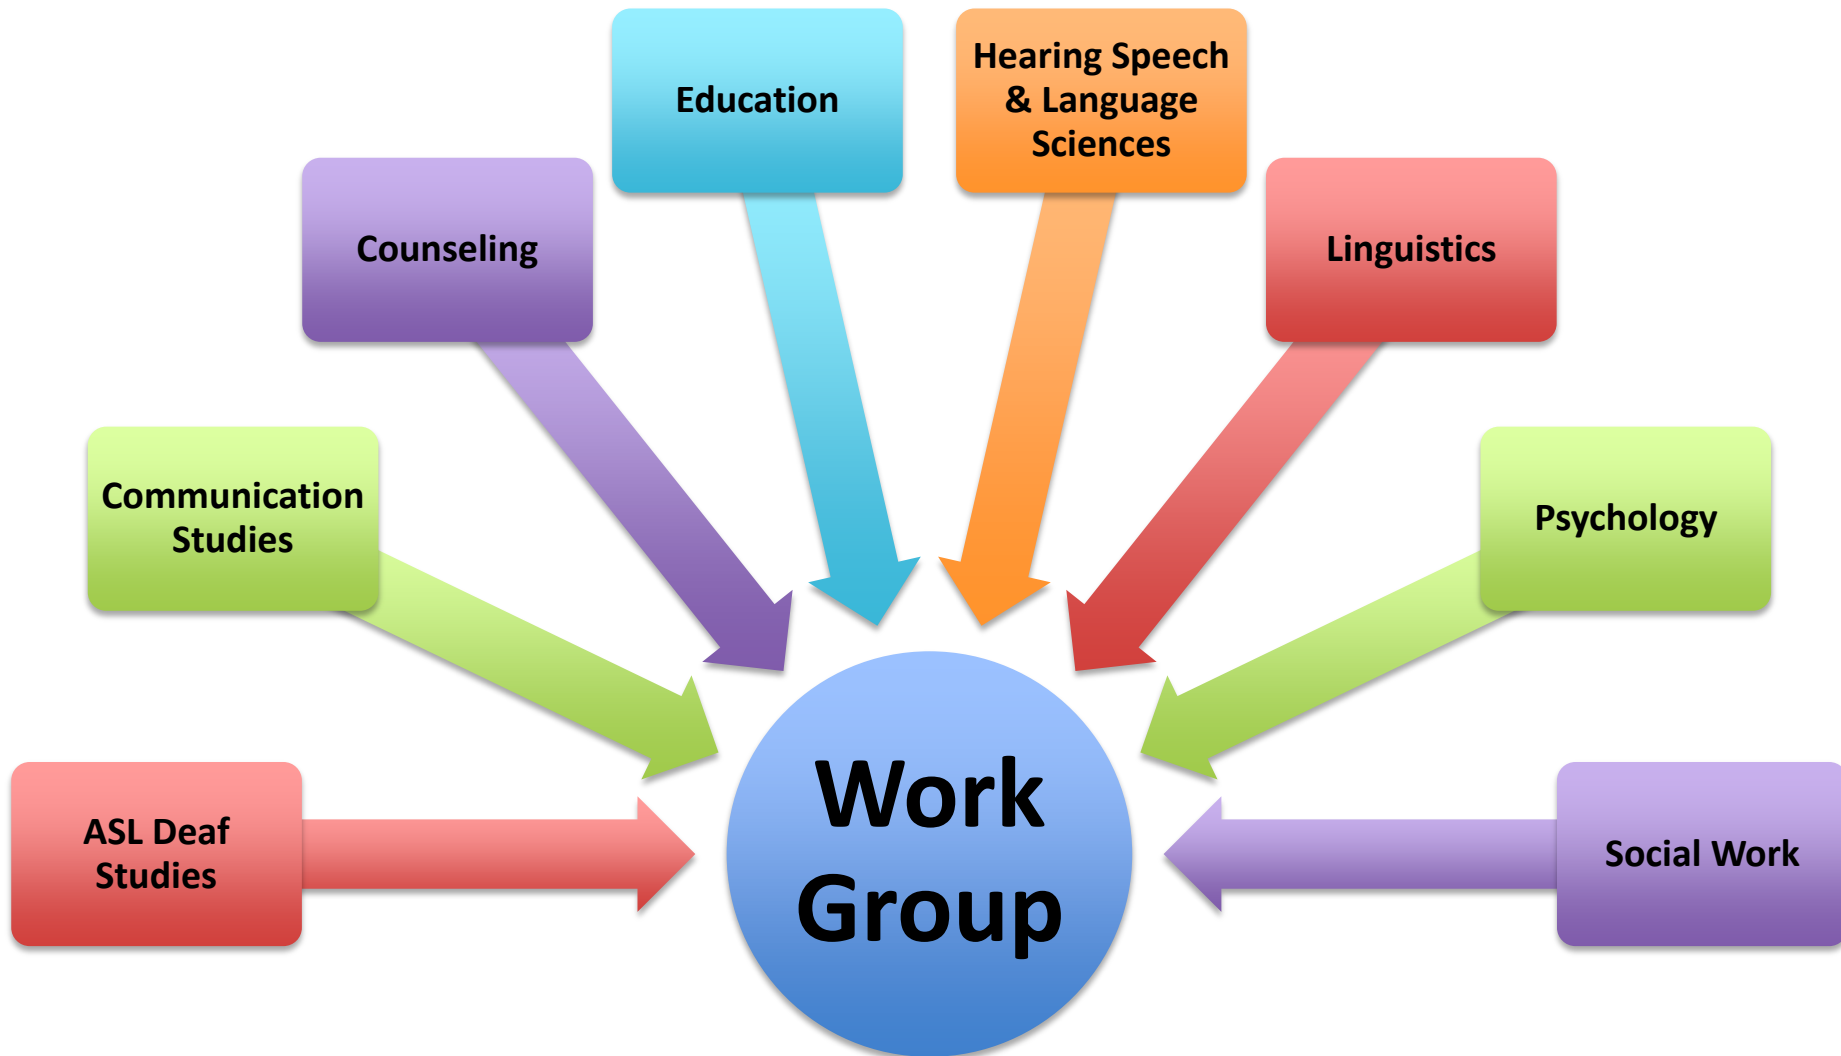 Education
Hearing Speech
& Language
Sciences
Counseling
Linguistics
Communication
Studies
Psychology
ASL Deaf
Studies
Work
Group
Social Work